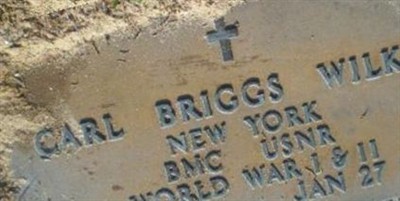 CARL BRIGGS WILK
NEW YORK
BMC USNR
WORLD WAR I & II
JAN 27